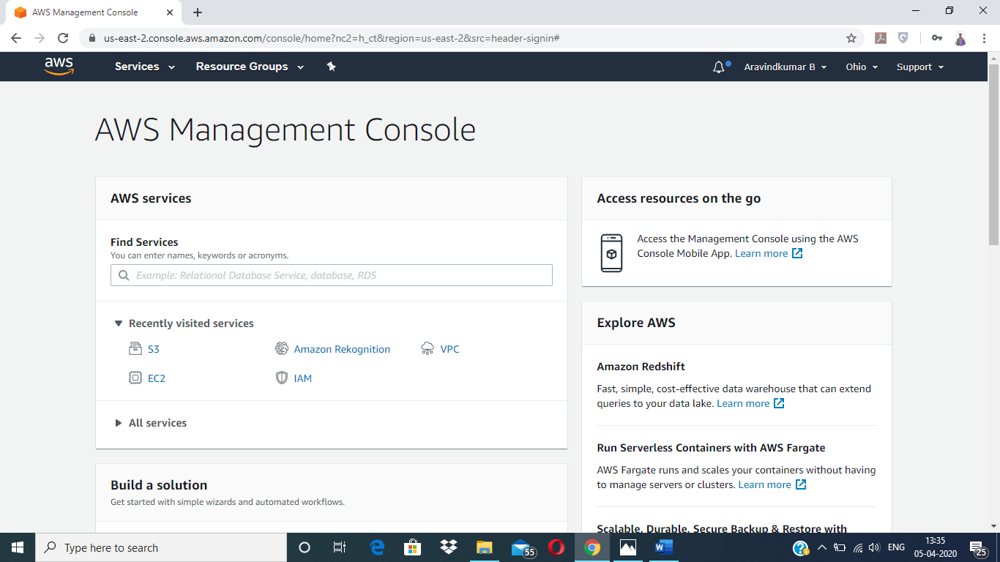 AWS Management Console
us-east-2.console.aws.amazon.com/console/home?nc2=h_ct&region=us-east-2&src=header-signin#
aws Services Resource Groups Aravindkumar B Ohio Support
AWS Management Console
AWS services
Find Services
You can enter names, keywords or acronyms.
Example: Relational Database Service, database, RDS
Recently visited services
S3 Amazon Rekognition VPC
EC2 IAM
All services
Build a solution
Get started with simple wizards and automated workflows.
Access resources on the go
Access the Management Console using the AWS
Console Mobile App. Learn more
Explore AWS
Amazon Redshift
Fast, simple, cost-effective data warehouse that can extend
queries to your data lake. Learn more
Run Serverless Containers with AWS Fargate
AWS Fargate runs and scales your containers without having
to manage servers or clusters. Learn more
Scalable, Durable, Secure Backup & Restore with
Type here to search 55 ENG 13:35
05-04-2020 25